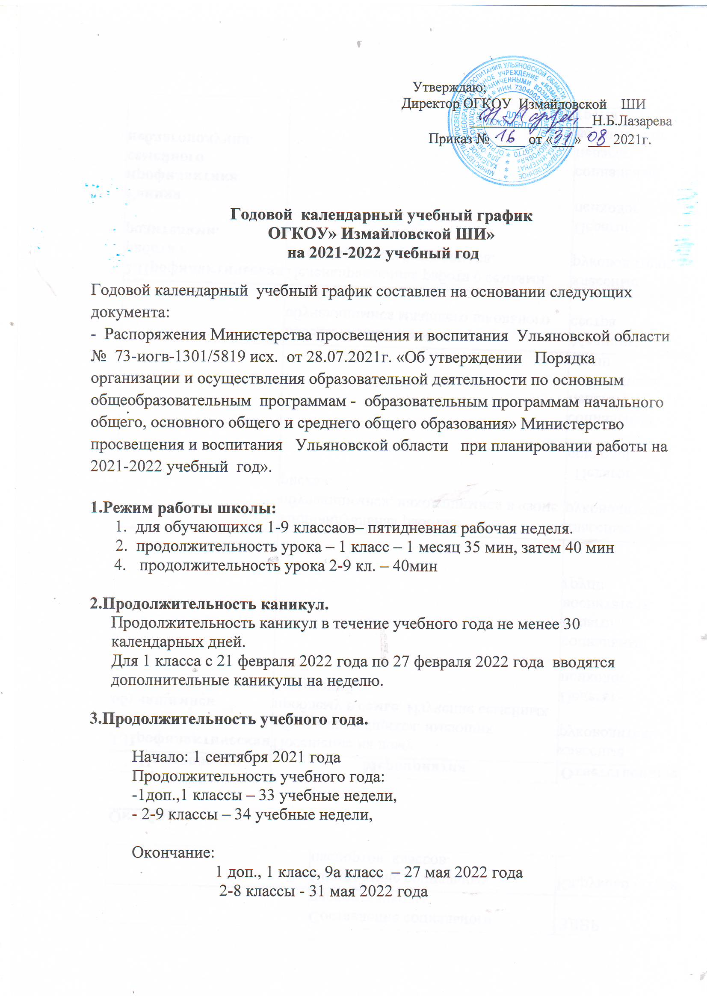 Утверждаю;
Директор ОГКОУ Измайловской ШИ
Н.Б.Лазарева
Приказ № 16 от «31» 08 2021г.
ДЛЯ
ДОКУМЕНТОВ
Годовой календарный учебный график
ОГКОУ» Измайловской ШИ»
на 2021-2022 учебный год
Годовой календарный учебный график составлен на основании следующих
документа:
- Распоряжения Министерства просвещения и воспитания Ульяновской области
№ 73-иогв-1301/5819 исх. от 28.07.2021г. «Об утверждении Порядка
организации и осуществления образовательной деятельности по основным
общеобразовательным программам - образовательным программам начального
общего, основного общего и среднего общего образования» Министерство
просвещения и воспитания Ульяновской области при планировании работы на
2021-2022 учебный год».
1.Режим работы школы:
1. для обучающихся 1-9 классаов– пятидневная рабочая неделя.
2. продолжительность урока – 1 класс – 1 месяц 35 мин, затем 40 мин
4. продолжительность урока 2-9 кл. – 40мин
2.Продолжительность каникул.
Продолжительность каникул в течение учебного года не менее 30
календарных дней.
Для 1 класса с 21 февраля 2022 года по 27 февраля 2022 года вводятся
дополнительные каникулы на неделю.
3.Продолжительность учебного года.
Начало: 1 сентября 2021 года
Продолжительность учебного года:
-1доп.,1 классы – 33 учебные недели,
- 2-9 классы – 34 учебные недели,
Окончание:
1 доп., 1 класс, 9а класс – 27 мая 2022 года
2-8 классы - 31 мая 2022 года